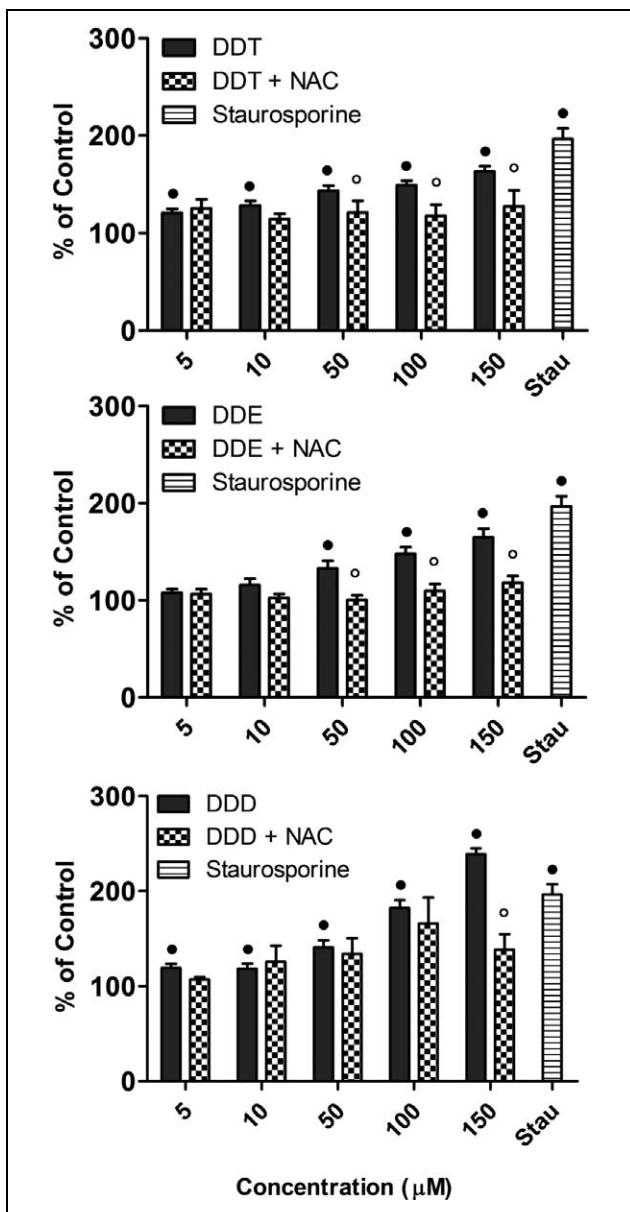 300
DDT
DDT + NAC
Staurosporine
200
100
0
% of Control
5 10 50 100 150 Stau
300
DDE
DDE + NAC
Staurosporine
200
100
0
% of Control
5 10 50 100 150 Stau
300
DDD
DDD + NAC
Staurosporine
200
100
0
% of Control
5 10 50 100 150 Stau
Concentration (μM)